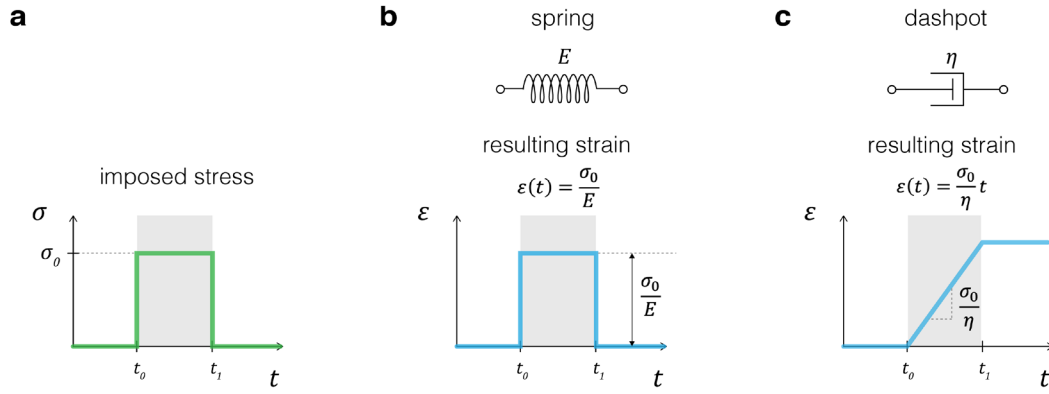 a
imposed stress
σ
σ₀
t₀
t₁
t
b
spring
E
resulting strain
ε(t) = σ₀/E
ε
σ₀/E
t₀
t₁
t
c
dashpot
η
resulting strain
ε(t) = σ₀/η t
ε
σ₀/η
t₀
t₁
t